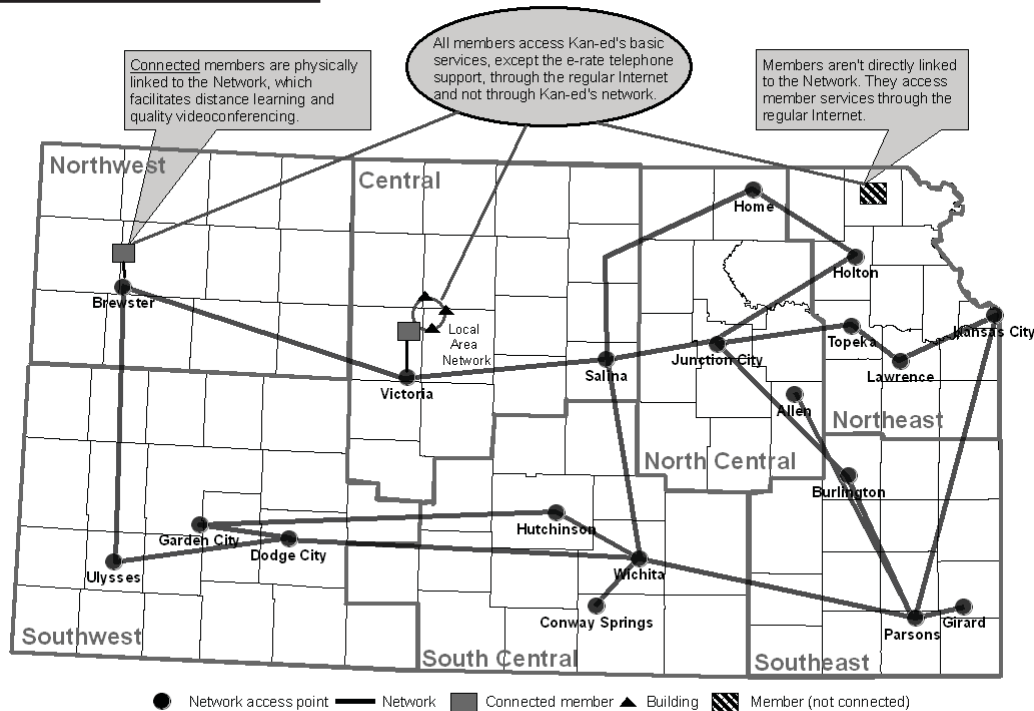 All members access Kan-ed's basic
services, except the e-rate telephone
support, through the regular Internet
and not through Kan-ed's network.
Connected members are physically
linked to the Network, which
facilitates distance learning and
quality videoconferencing.
Members aren't directly linked
to the Network. They access
member services through the
regular Internet.
Northwest
Central
Home
Holton
Brewster
Local
Area
Network
Kansas City
Topeka
Junction City
Salina
Lawrence
Victoria
Allen
Northeast
North Central
Burlington
Hutchinson
Garden City
Dodge City
Wichita
Ulysses
Conway Springs
Girard
Parsons
Southwest
South Central
Southeast
Network access point
Network
Connected member
Building
Member (not connected)